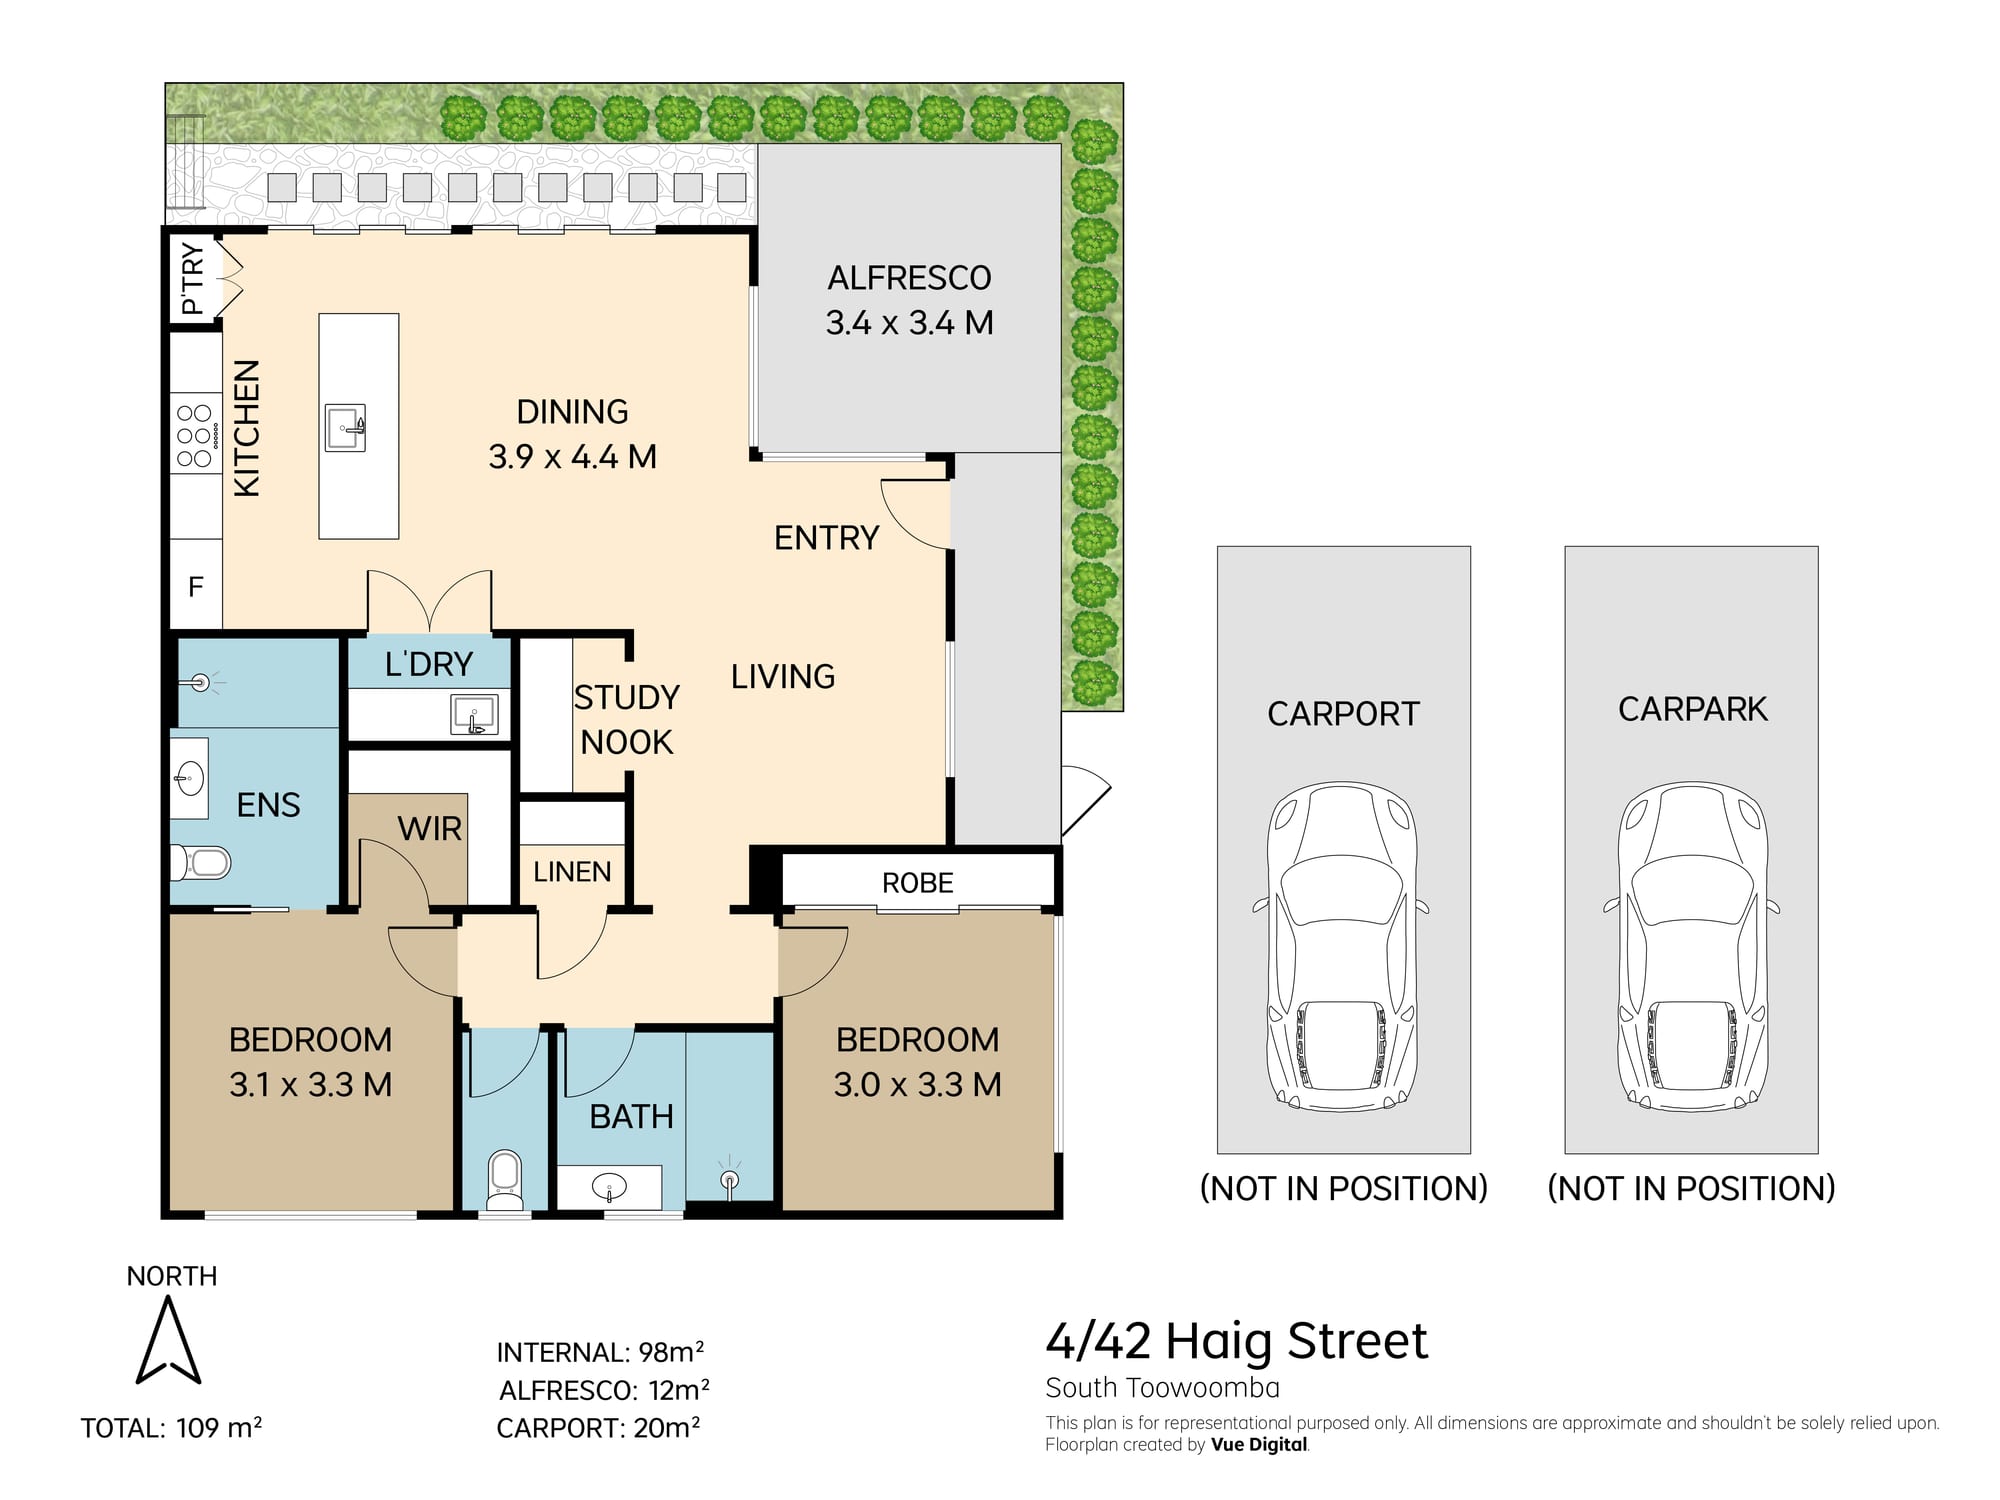 P'TRY
ALFRESCO
3.4 x 3.4 M
KITCHEN
DINING
3.9 x 4.4 M
ENTRY
F
L'DRY
STUDY
NOOK
LIVING
ENS
WIR
LINEN
ROBE
BEDROOM
3.1 x 3.3 M
BATH
BEDROOM
3.0 x 3.3 M
CARPORT
(NOT IN POSITION)
CARPARK
(NOT IN POSITION)
NORTH
TOTAL: 109 m²
INTERNAL: 98m²
ALFRESCO: 12m²
CARPORT: 20m²
4/42 Haig Street
South Toowoomba
This plan is for representational purposed only. All dimensions are approximate and shouldn't be solely relied upon.
Floorplan created by Vue Digital.